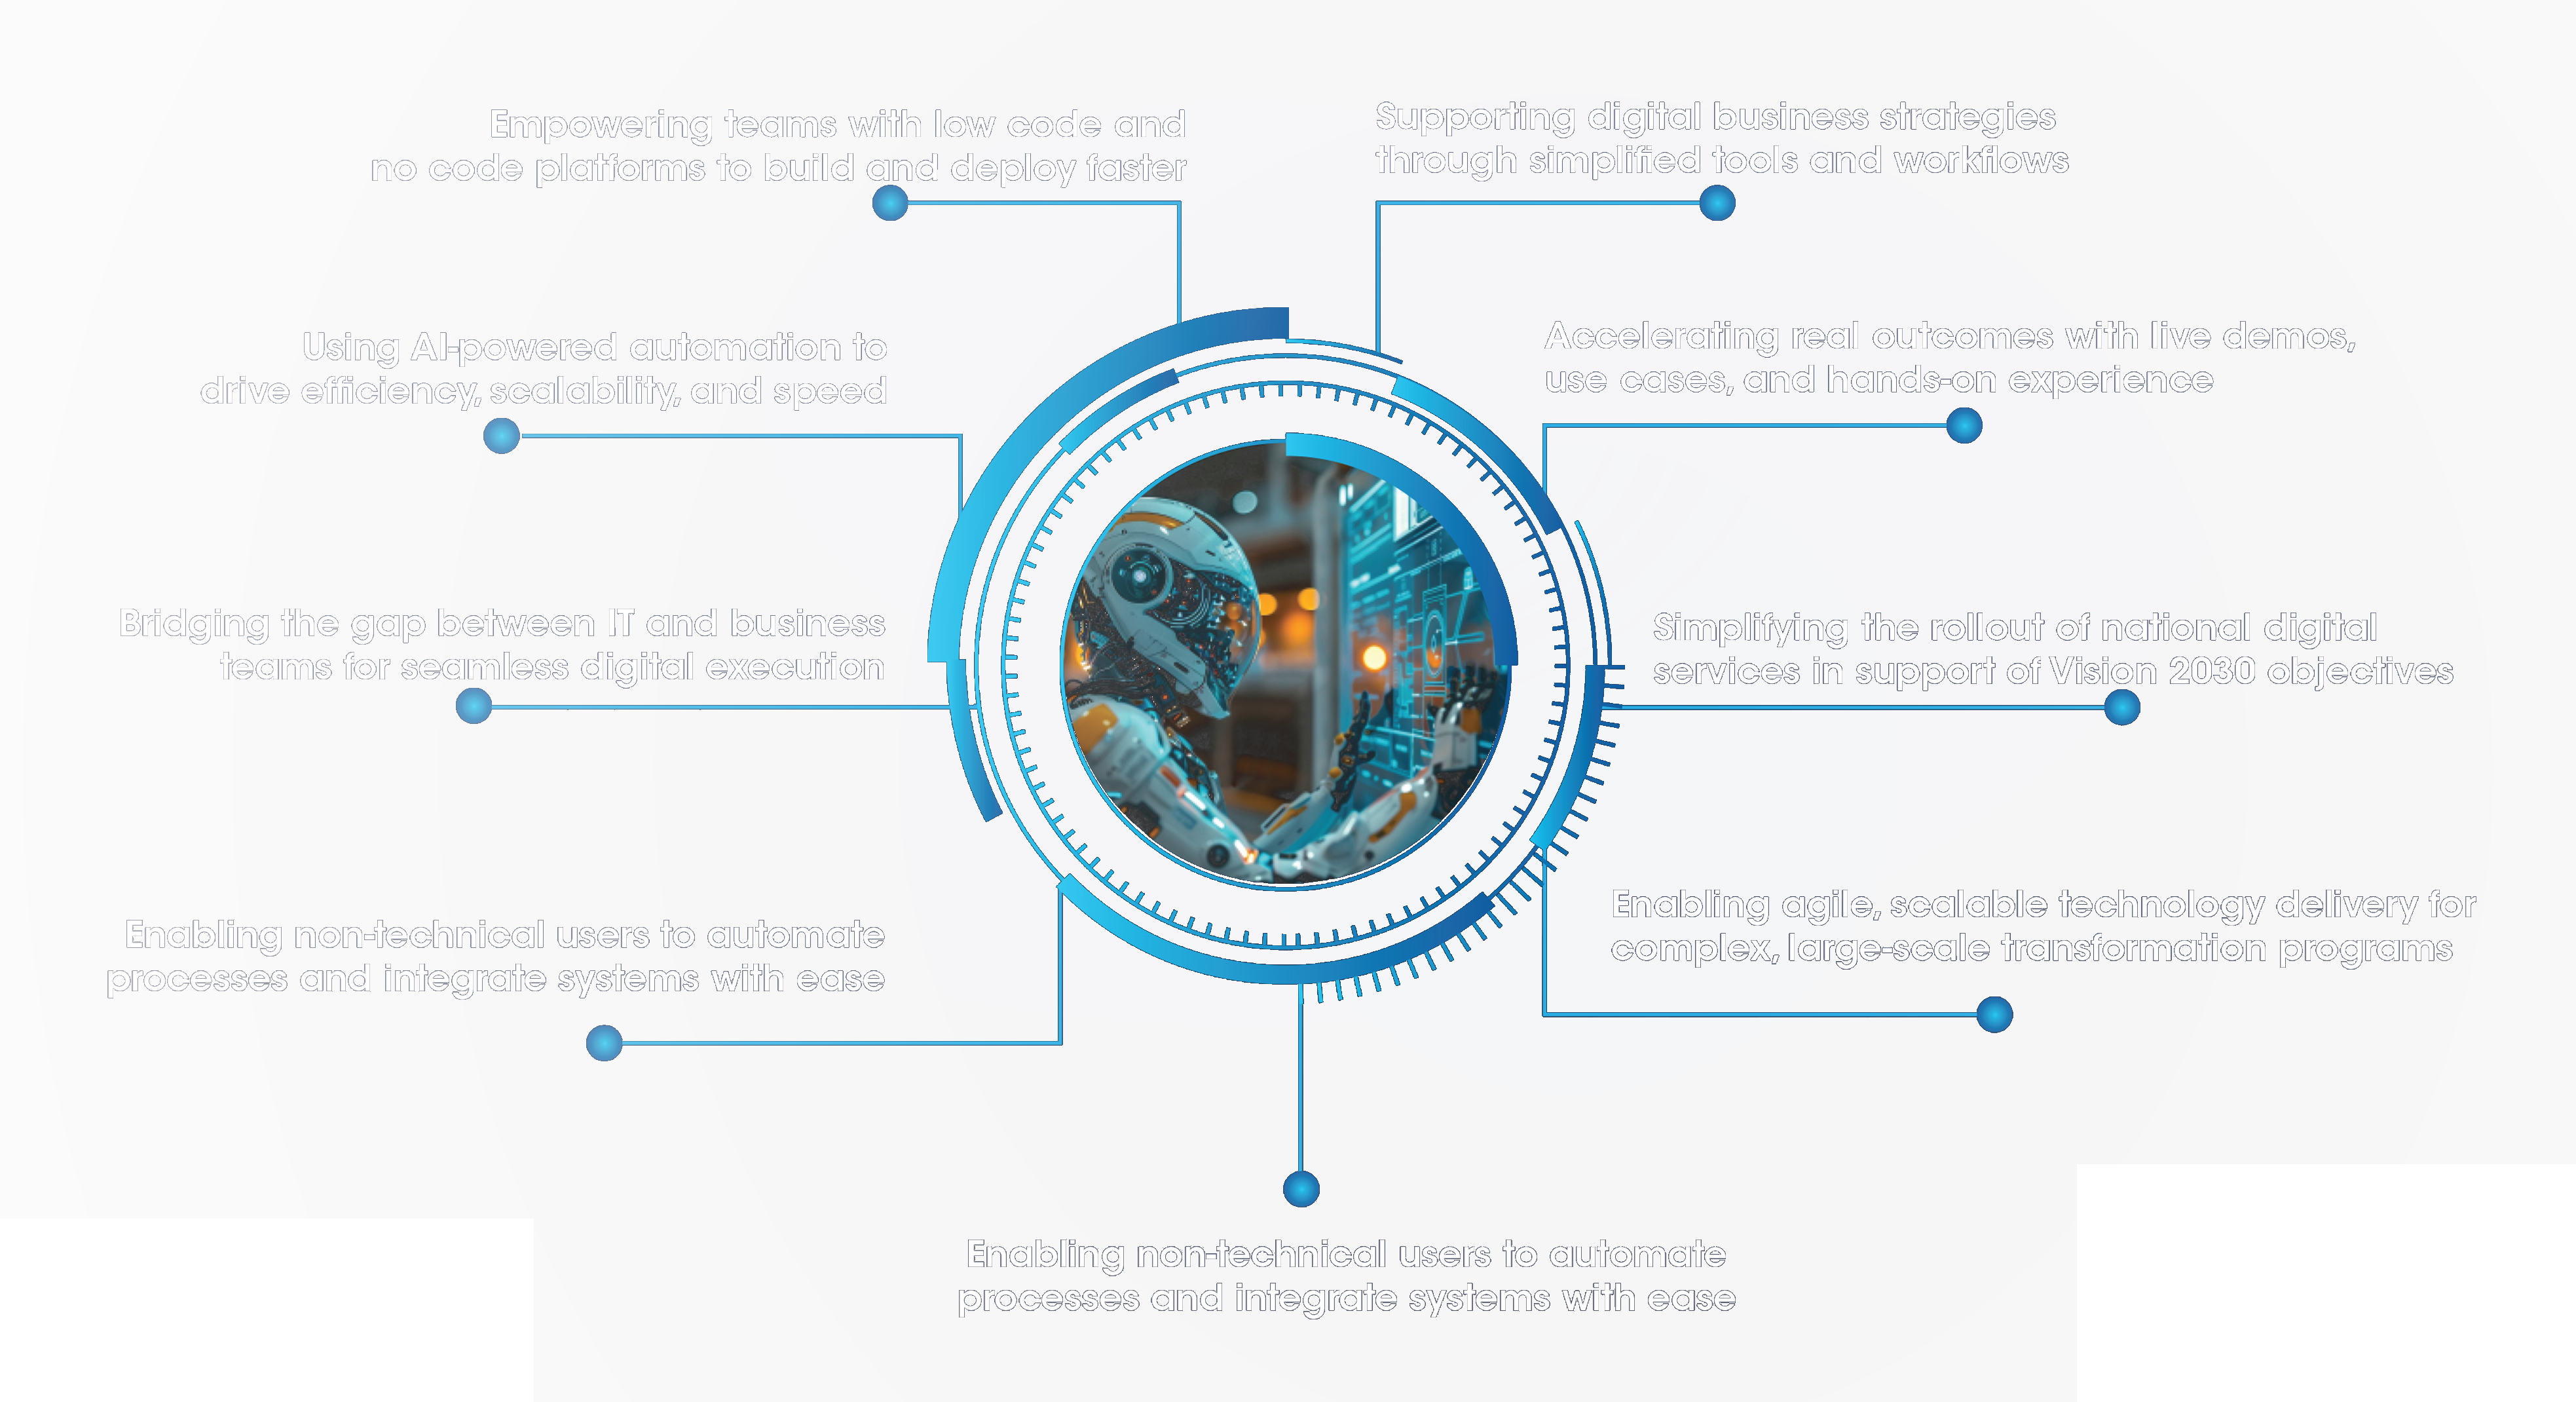 Empowering teams with low code and
no code platforms to build and deploy faster
Supporting digital business strategies
through simplified tools and workflows
Using AI-powered automation to
drive efficiency, scalability, and speed
Accelerating real outcomes with live demos,
use cases, and hands-on experience
Bridging the gap between IT and business
teams for seamless digital execution
Simplifying the rollout of national digital
services in support of Vision 2030 objectives
Enabling non-technical users to automate
processes and integrate systems with ease
Enabling agile, scalable technology delivery for
complex, large-scale transformation programs
Enabling non-technical users to automate
processes and integrate systems with ease